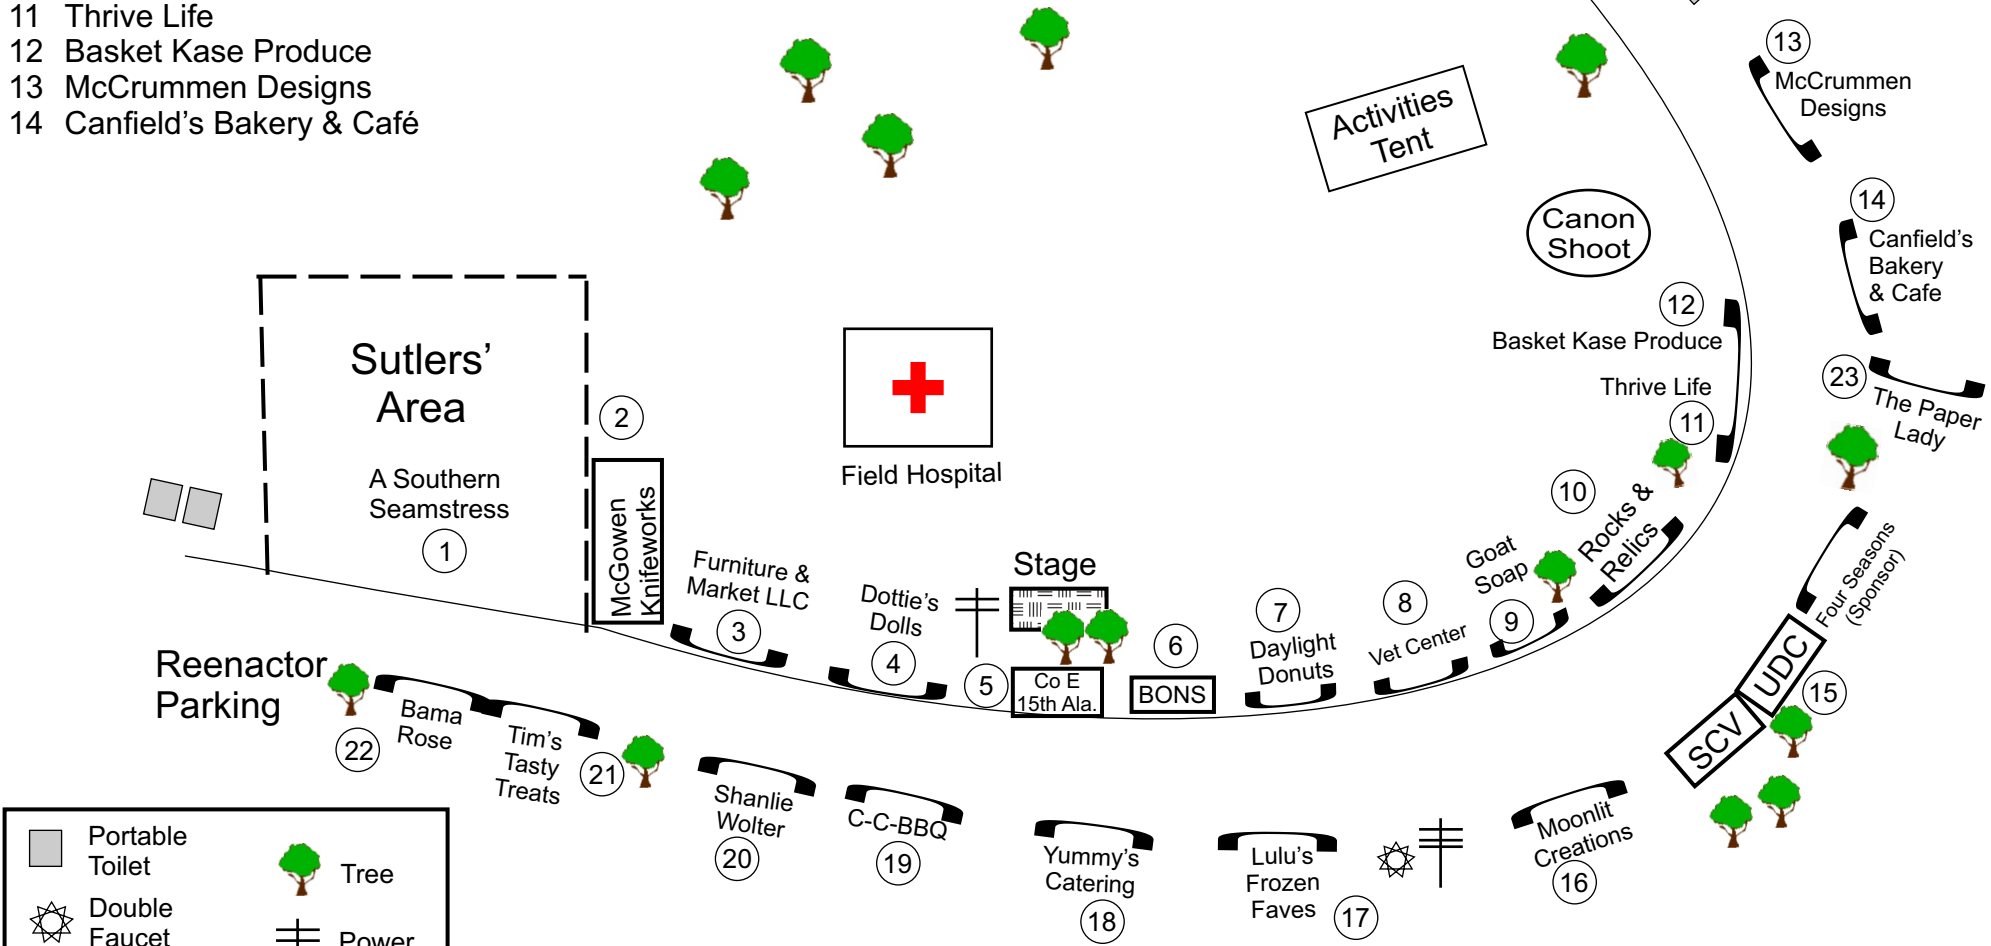 11 Thrive Life
12 Basket Kase Produce
13 McCrummen Designs
14 Canfield’s Bakery & Café
13
McCrummen
Designs
Activities
Tent
14
Canfield’s
Bakery
& Cafe
Canon
Shoot
12
Basket Kase Produce
Thrive Life
11
23
The Paper
Lady
Sutlers’
Area
A Southern
Seamstress
1
2
McGowen
Knifeworks
Field Hospital
Furniture &
Market LLC
3
Dottie’s
Dolls
4
Stage
5
Co E
15th Ala.
6
BONS
7
Daylight
Donuts
8
Vet Center
Goat
Soap
9
10
Rocks &
Relics
Four Seasons
(Sponsor)
UDC
15
SCV
Reenactor
Parking
22
Bama
Rose
Tim’s
Tasty
Treats
21
Shanlie
Wolter
20
C-C-BBQ
19
Yummy’s
Catering
18
Lulu’s
Frozen
Faves
17
Moonlit
Creations
16
Portable
Toilet
Tree
Double
Faucet
Power